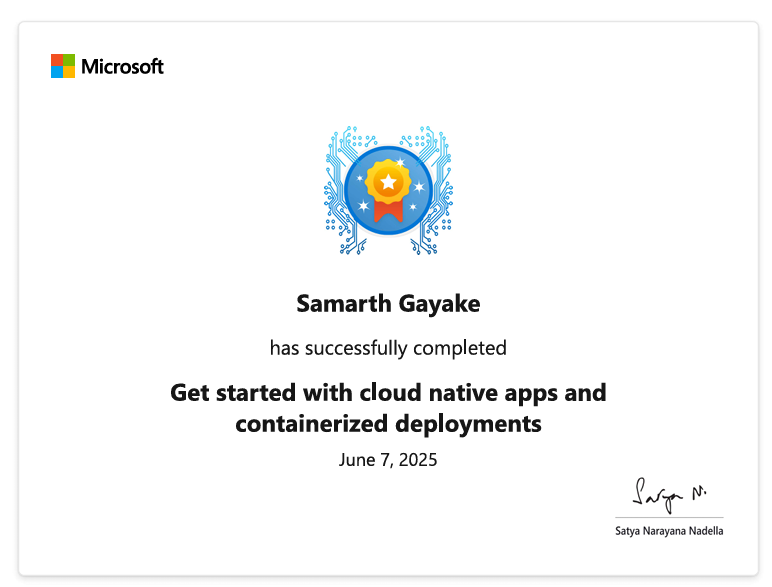 Microsoft
Samarth Gayake
has successfully completed
Get started with cloud native apps and
containerized deployments
June 7, 2025
Satya N.
Satya Narayana Nadella